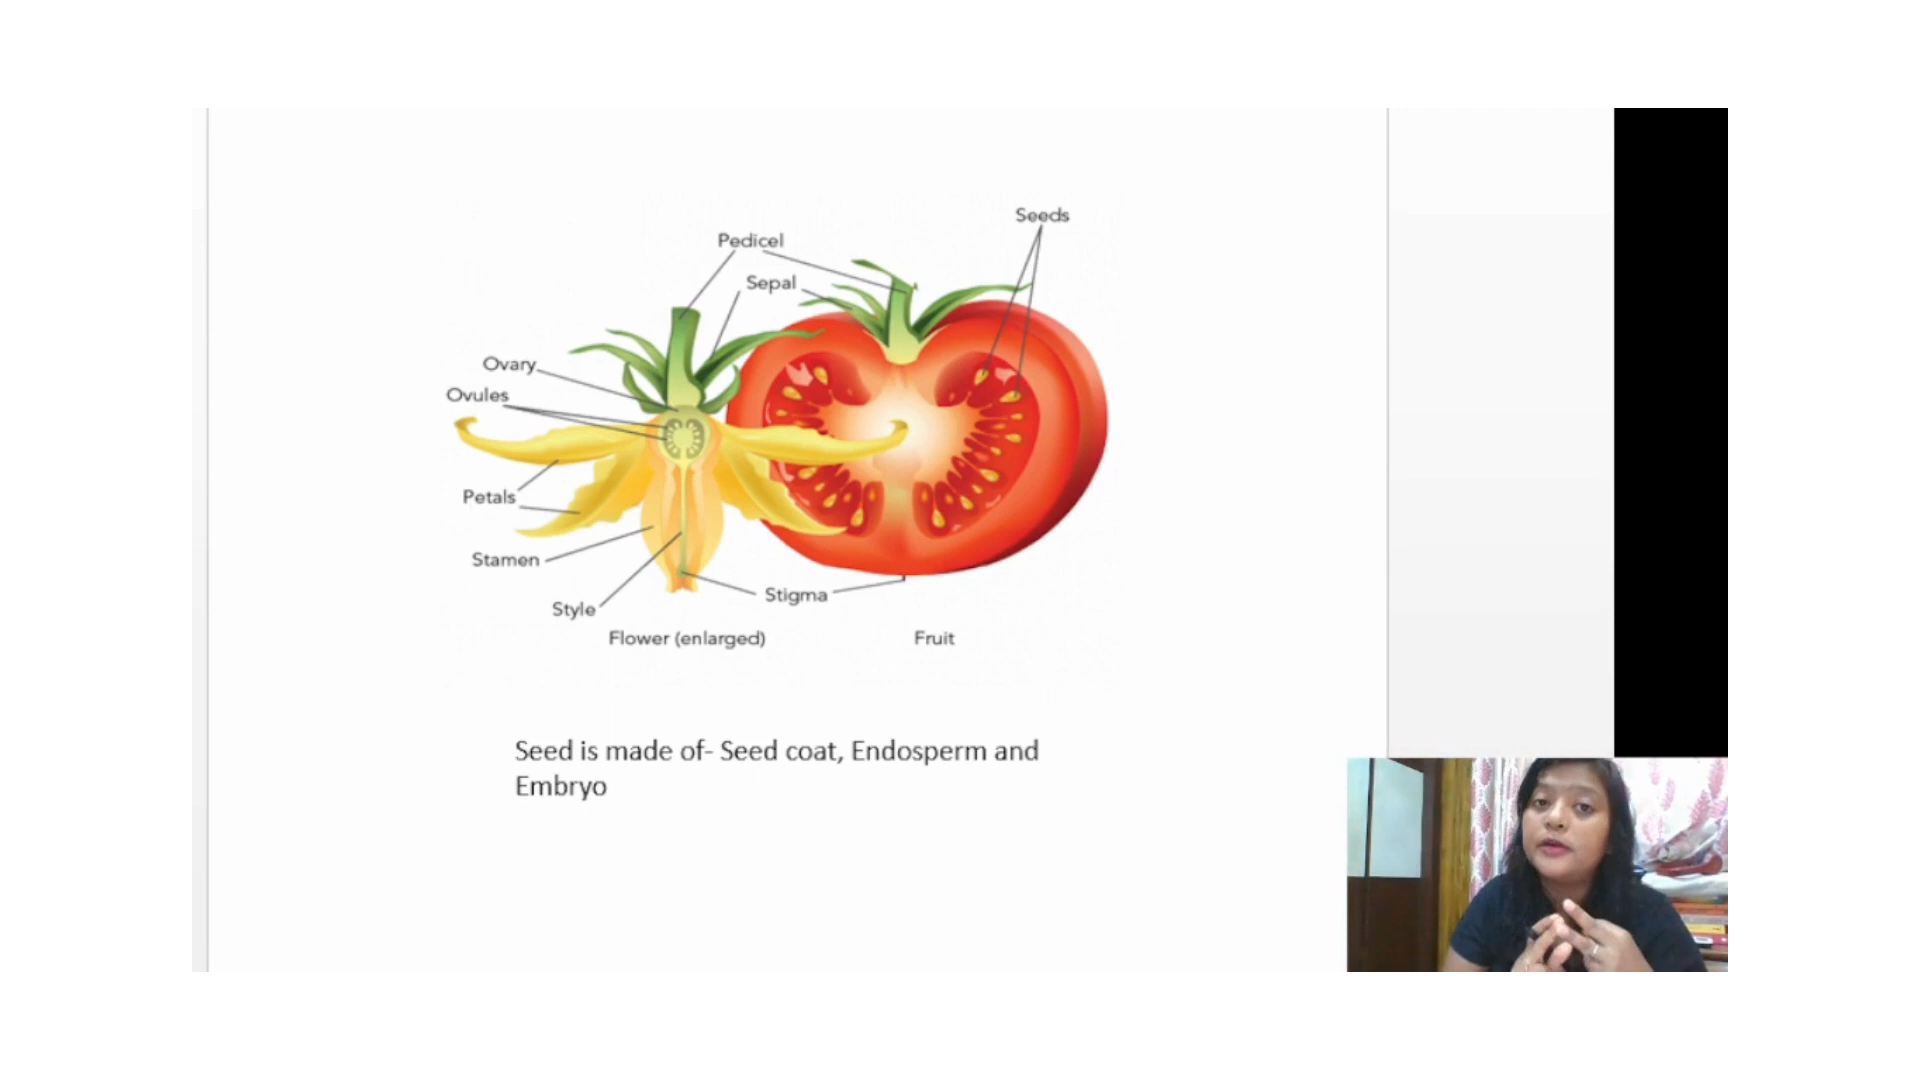 Seeds
Pedicel
Sepal
Ovary
Ovules
Petals
Stamen
Stigma
Style
Flower (enlarged)
Fruit
Seed is made of- Seed coat, Endosperm and
Embryo